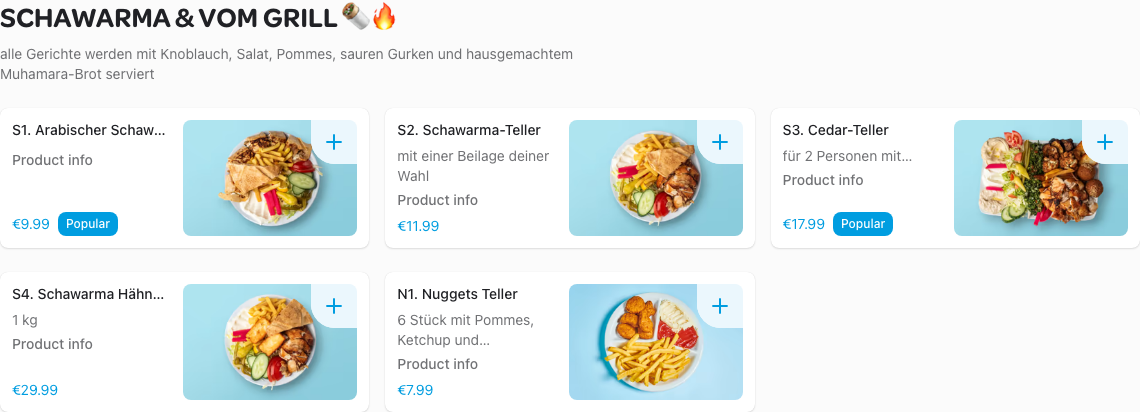 SCHAWARMA & VOM GRILL 🌯🔥
alle Gerichte werden mit Knoblauch, Salat, Pommes, sauren Gurken und hausgemachtem
Muhamara-Brot serviert
S1. Arabischer Schaw...
Product info
€9.99 Popular
S2. Schawarma-Teller
mit einer Beilage deiner
Wahl
Product info
€11.99
S3. Cedar-Teller
für 2 Personen mit...
Product info
€17.99 Popular
S4. Schawarma Hähn...
1 kg
Product info
€29.99
N1. Nuggets Teller
6 Stück mit Pommes,
Ketchup und...
Product info
€7.99